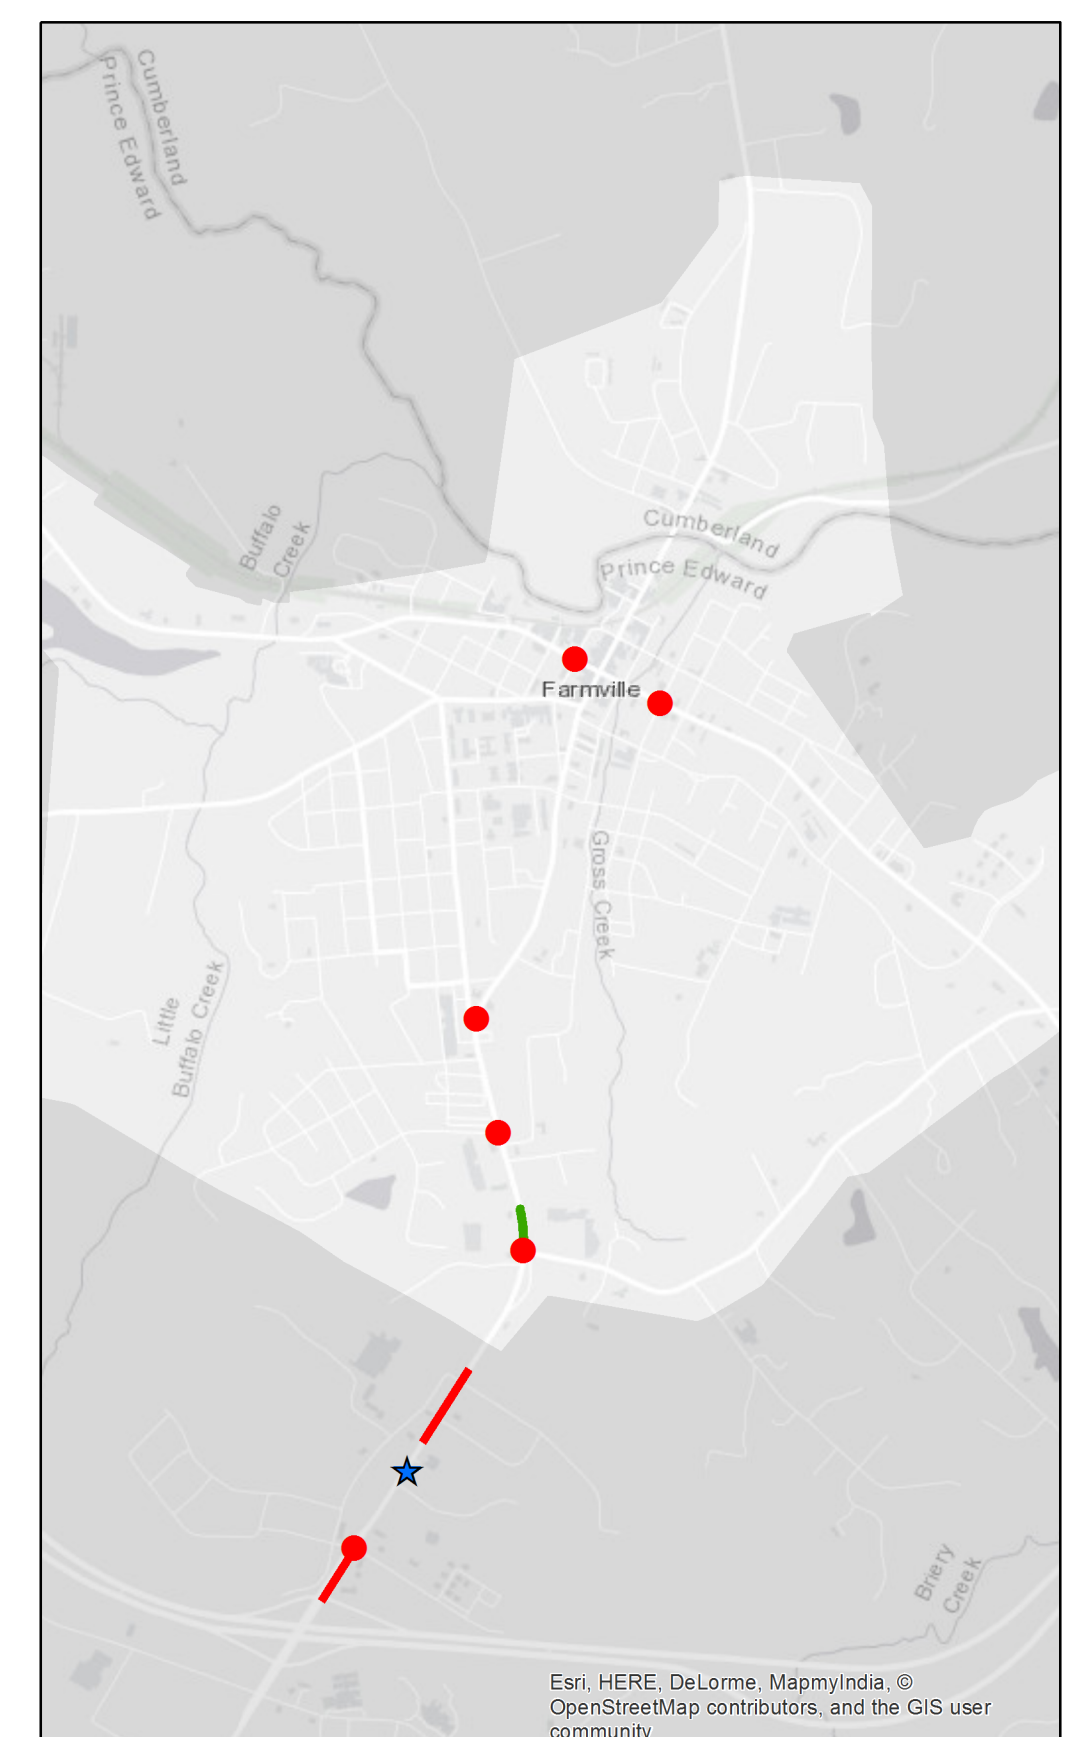 Cumberland
Prince Edward
Buffalo
Creek
Cumberland
Prince Edward
Farmville
Gross Creek
Little
Buffalo Creek
Briery
Creek
Esri, HERE, DeLorme, MapmyIndia, ©
OpenStreetMap contributors, and the GIS user
community